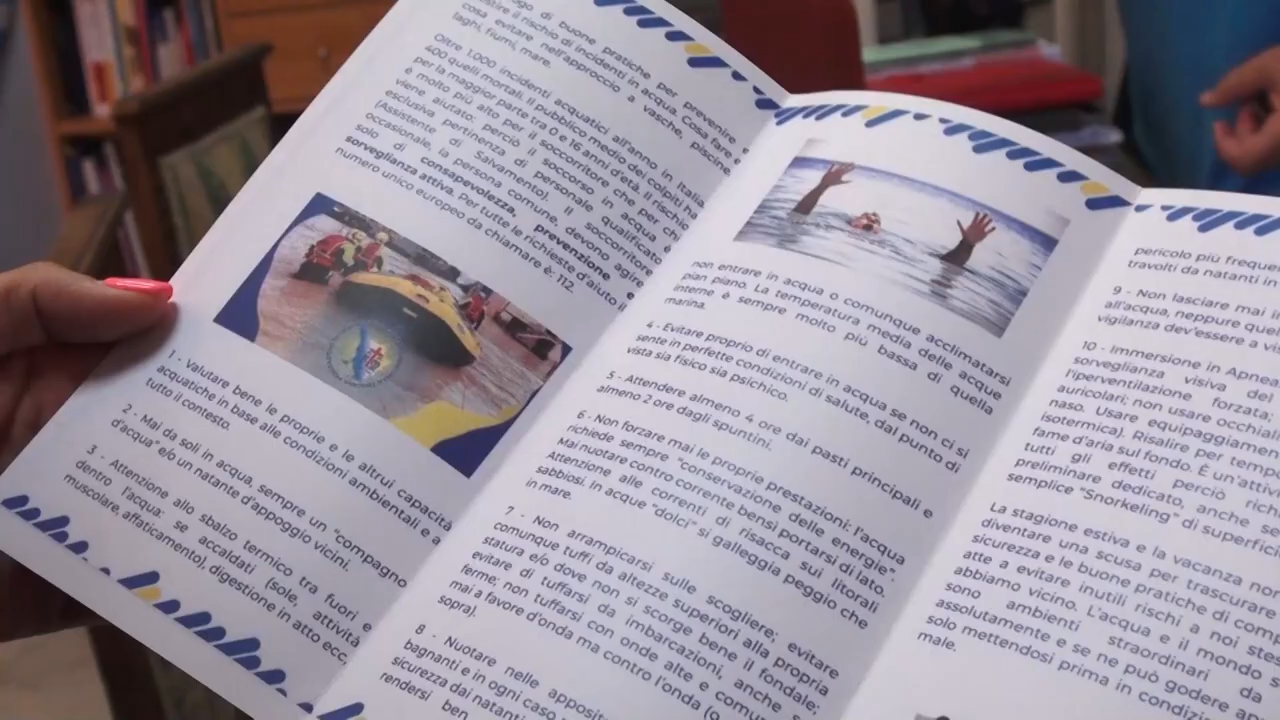 di buone pratiche per prevenire
il rischio di incidenti in acqua. Cosa fare e
cosa evitare nell'approccio a vasche, piscine
laghi, fiumi, mare.
Oltre 1.000 incidenti acquatici all'anno in Italia
400 quelli mortali. Il pubblico medio dei colpiti ha
per la maggior parte tra 0 e 16 anni d'età. Il rischio
è molto più alto per il soccorritore che per chi
viene aiutato: perciò il soccorso in acqua è
esclusiva pertinenza di personale qualificato
(Assistente di Salvamento). Il soccorritore
occasionale, la persona comune, devono agire
solo di consapevolezza, prevenzione e
sorveglianza attiva. Per tutte le richieste d'aiuto il
numero unico europeo da chiamare è: 112.
1 - Valutare bene le proprie e le altrui capacità
acquatiche in base alle condizioni ambientali e a
tutto il contesto.
2 - Mai da soli in acqua, sempre un "compagno
d'acqua" e/o un natante d'appoggio vicini.
3 - Attenzione allo sbalzo termico tra fuori e
dentro l'acqua: se accaldati (sole, attività
muscolare, affaticamento), digestione in atto ecc,
non entrare in acqua o comunque acclimatarsi
pian piano. La temperatura media delle acque
interne è sempre molto più bassa di quella
marina.
4 - Evitare proprio di entrare in acqua se non ci si
sente in perfette condizioni di salute, dal punto di
vista sia fisico sia psichico.
5 - Attendere almeno 4 ore dai pasti principali e
almeno 2 ore dagli spuntini.
6 - Non forzare mai le proprie prestazioni: l'acqua
richiede sempre "conservazione delle energie".
Mai nuotare contro corrente bensì portarsi di lato.
Attenzione alle correnti di risacca sui litorali
sabbiosi. In acque "dolci" si galleggia peggio che
in mare.
7 - Non arrampicarsi sulle scogliere; evitare
comunque tuffi da altezze superiori alla propria
statura e/o dove non si scorge bene il fondale;
evitare di tuffarsi da imbarcazioni, anche se
ferme; non tuffarsi con onde alte e comunque
mai a favore d'onda ma contro l'onda (o
sopra).
8 - Nuotare nelle
bagnanti e in ogni caso
sicurezza dai natanti
rendersi ben
pericolo più
travolti da natanti in
9 - Non lasciare mai
all'acqua, neppure
vigilanza dev'essere a
10 - Immersione in Apnea
sorveglianza visiva del
l'iperventilazione forzata;
auricolari; non usare
naso. Usare
isotermica). Risalire per
fame d'aria sul fondo. È
tutti gli effetti perciò
preliminare dedicato, anche se
semplice "Snorkeling" di
La stagione estiva e la vacanza non
diventare una scusa per trascurare
sicurezza e le buone pratiche di
atte a evitare inutili rischi a noi
abbiamo vicino. L'acqua e il mondo
sono ambienti straordinari da
assolutamente e se ne può godere
solo mettendosi prima in
male.